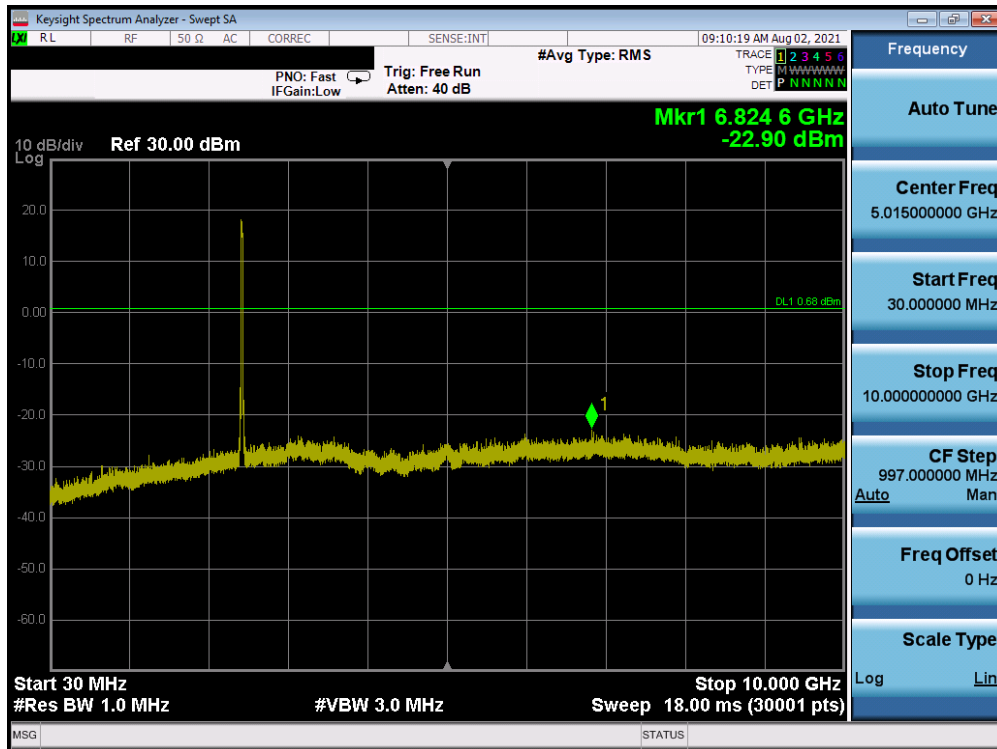 Keysight Spectrum Analyzer - Swept SA
LXI RL RF 50 Ω AC CORREC SENSE:INT 09:10:19 AM Aug 02, 2021
PNO: Fast
IFGain:Low
Trig: Free Run
Atten: 40 dB
#Avg Type: RMS
TRACE 1 2 3 4 5 6
TYPE M W W W W W
DET P N N N N N
Mkr1 6.824 6 GHz
-22.90 dBm
10 dB/div
Log
Ref 30.00 dBm
20.0
10.0
0.00
-10.0
-20.0
-30.0
-40.0
-50.0
-60.0
DL1 0.68 dBm
1
Start 30 MHz
Stop 10.000 GHz
#Res BW 1.0 MHz
#VBW 3.0 MHz
Sweep 18.00 ms (30001 pts)
MSG
STATUS
Frequency
Auto Tune
Center Freq
5.015000000 GHz
Start Freq
30.000000 MHz
Stop Freq
10.000000000 GHz
CF Step
997.000000 MHz
Auto Man
Freq Offset
0 Hz
Scale Type
Log Lin